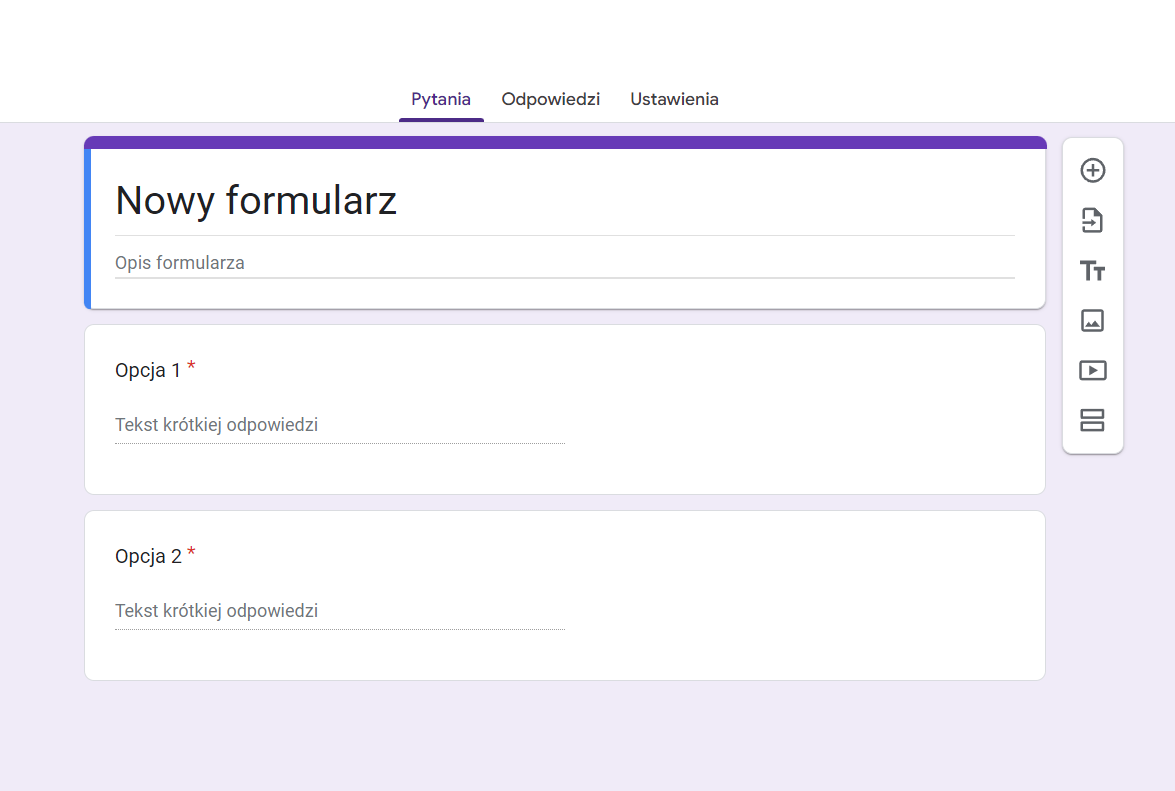 Pytania Odpowiedzi Ustawienia
Nowy formularz
Opis formularza
Opcja 1 *
Tekst krótkiej odpowiedzi
Opcja 2 *
Tekst krótkiej odpowiedzi